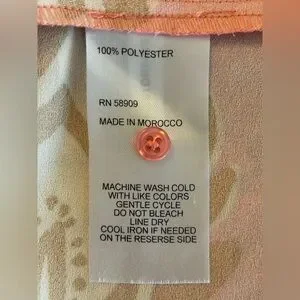 100% POLYESTER
RN 58909
MADE IN MOROCCO
MACHINE WASH COLD
WITH LIKE COLORS
GENTLE CYCLE
DO NOT BLEACH
LINE DRY
COOL IRON IF NEEDED
ON THE RESERSE SIDE